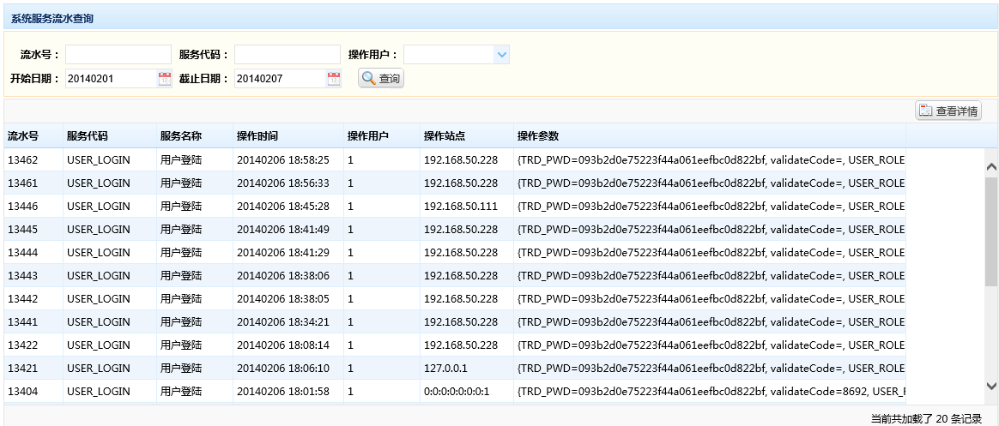 系统服务流水查询
流水号： 服务代码： 操作用户：
开始日期： 20140201 截止日期： 20140207 查询
查看详情
流水号 服务代码 服务名称 操作时间 操作用户 操作站点 操作参数
13462 USER_LOGIN 用户登陆 20140206 18:58:25 1 192.168.50.228 {TRD_PWD=093b2d0e75223f44a061eefbc0d822bf, validateCode=, USER_ROLE
13461 USER_LOGIN 用户登陆 20140206 18:56:33 1 192.168.50.228 {TRD_PWD=093b2d0e75223f44a061eefbc0d822bf, validateCode=, USER_ROLE
13446 USER_LOGIN 用户登陆 20140206 18:45:28 1 192.168.50.111 {TRD_PWD=093b2d0e75223f44a061eefbc0d822bf, validateCode=, USER_ROLE
13445 USER_LOGIN 用户登陆 20140206 18:41:49 1 192.168.50.228 {TRD_PWD=093b2d0e75223f44a061eefbc0d822bf, validateCode=, USER_ROLE
13444 USER_LOGIN 用户登陆 20140206 18:41:29 1 192.168.50.228 {TRD_PWD=093b2d0e75223f44a061eefbc0d822bf, validateCode=, USER_ROLE
13443 USER_LOGIN 用户登陆 20140206 18:38:06 1 192.168.50.228 {TRD_PWD=093b2d0e75223f44a061eefbc0d822bf, validateCode=, USER_ROLE
13442 USER_LOGIN 用户登陆 20140206 18:38:05 1 192.168.50.228 {TRD_PWD=093b2d0e75223f44a061eefbc0d822bf, validateCode=, USER_ROLE
13441 USER_LOGIN 用户登陆 20140206 18:34:21 1 192.168.50.228 {TRD_PWD=093b2d0e75223f44a061eefbc0d822bf, validateCode=, USER_ROLE
13422 USER_LOGIN 用户登陆 20140206 18:08:14 1 192.168.50.228 {TRD_PWD=093b2d0e75223f44a061eefbc0d822bf, validateCode=, USER_ROLE
13421 USER_LOGIN 用户登陆 20140206 18:06:10 1 127.0.0.1 {TRD_PWD=093b2d0e75223f44a061eefbc0d822bf, validateCode=, USER_ROLE
13404 USER_LOGIN 用户登陆 20140206 18:01:58 1 0:0:0:0:0:0:0:1 {TRD_PWD=093b2d0e75223f44a061eefbc0d822bf, validateCode=8692, USER_
当前共加载了 20 条记录